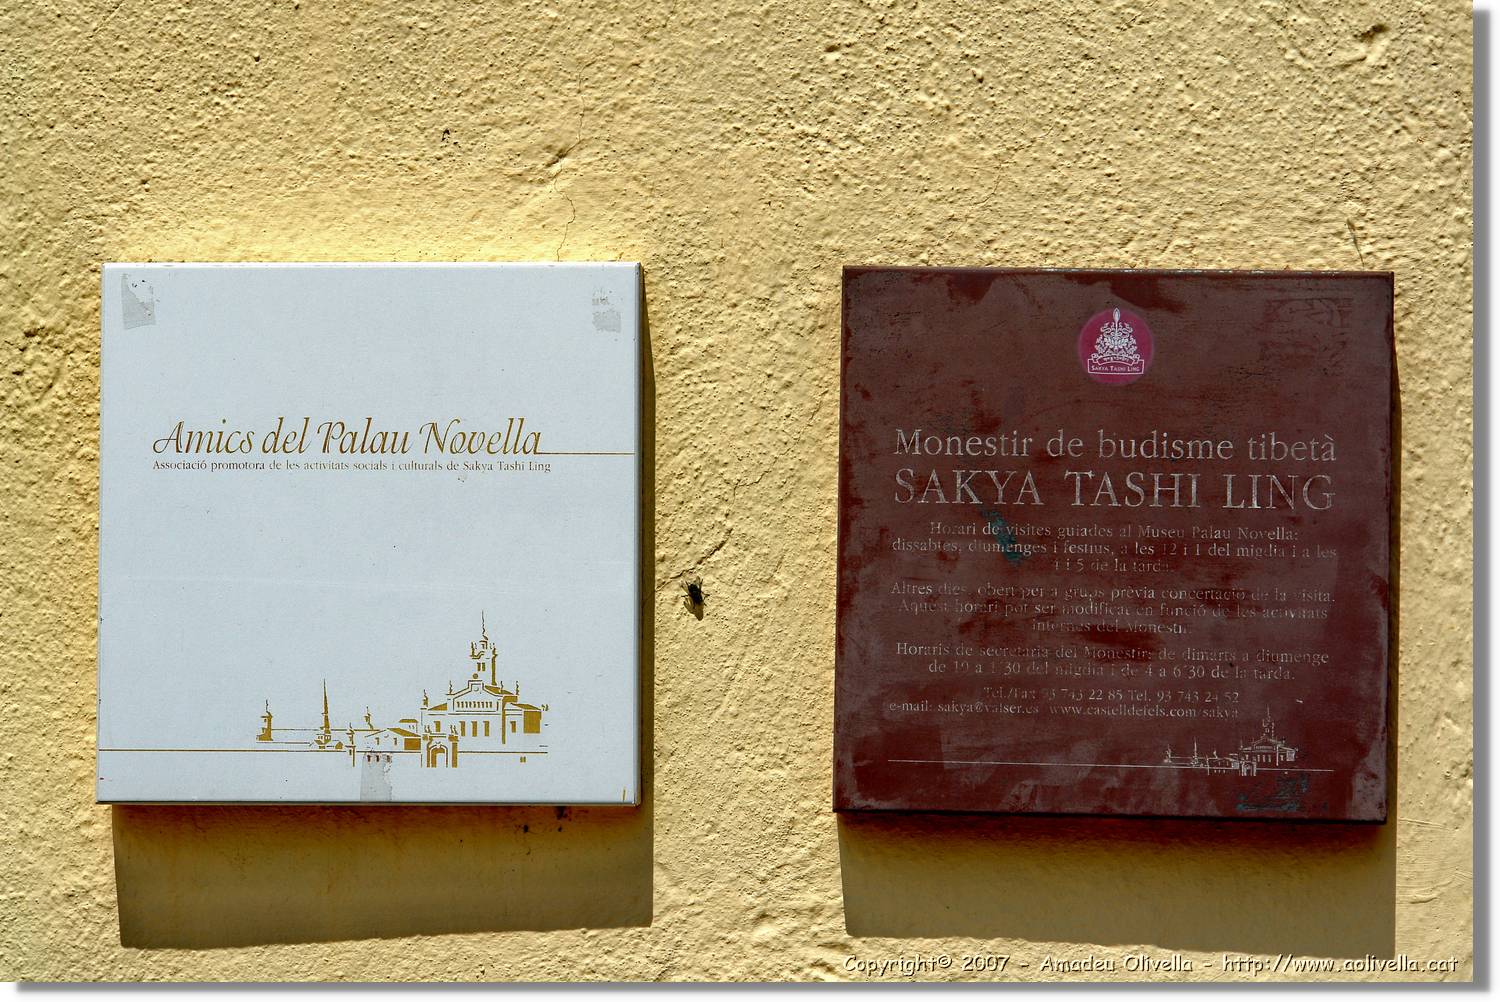 Amics del Palau Novella
Associació promotora de les activitats socials i culturals de Sakya Tashi Ling
SAKYA TASHI LING
Monestir de budisme tibetà
SAKYA TASHI LING
Horari de visites guiades al Museu Palau Novella:
dissabtes, diumenges i festius, a les 12 i 1 del migdia i a les
4 i 5 de la tarda.
Altres dies, obert per a grups prèvia concertació de la visita.
Aquest horari pot ser modificat en funció de les activitats
internes del Monestir.
Horaris de secretaria del Monestir: de dimarts a diumenge
de 10 a 1'30 del migdia i de 4 a 6'30 de la tarda.
Tel./Fax 93 743 22 85 Tel. 93 743 24 52
e-mail: sakya@valser.es www.castelldefels.com/sakya
Copyright© 2007 - Amadeu Olivella - http://www.aolivella.cat